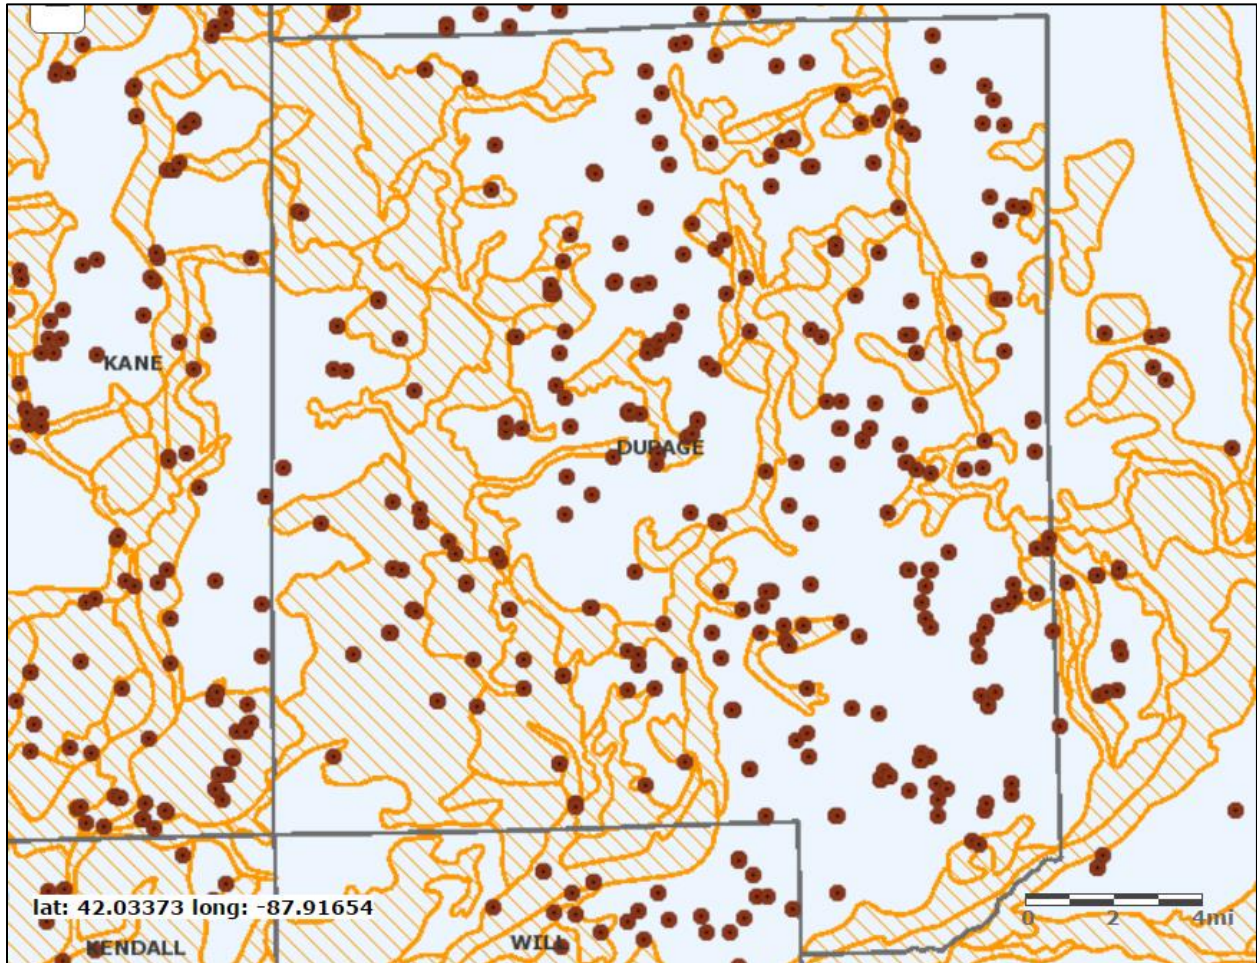 KANE
DUPAGE
lat: 42.03373 long: -87.91654
0 2 4mi
KENDALL
WILL